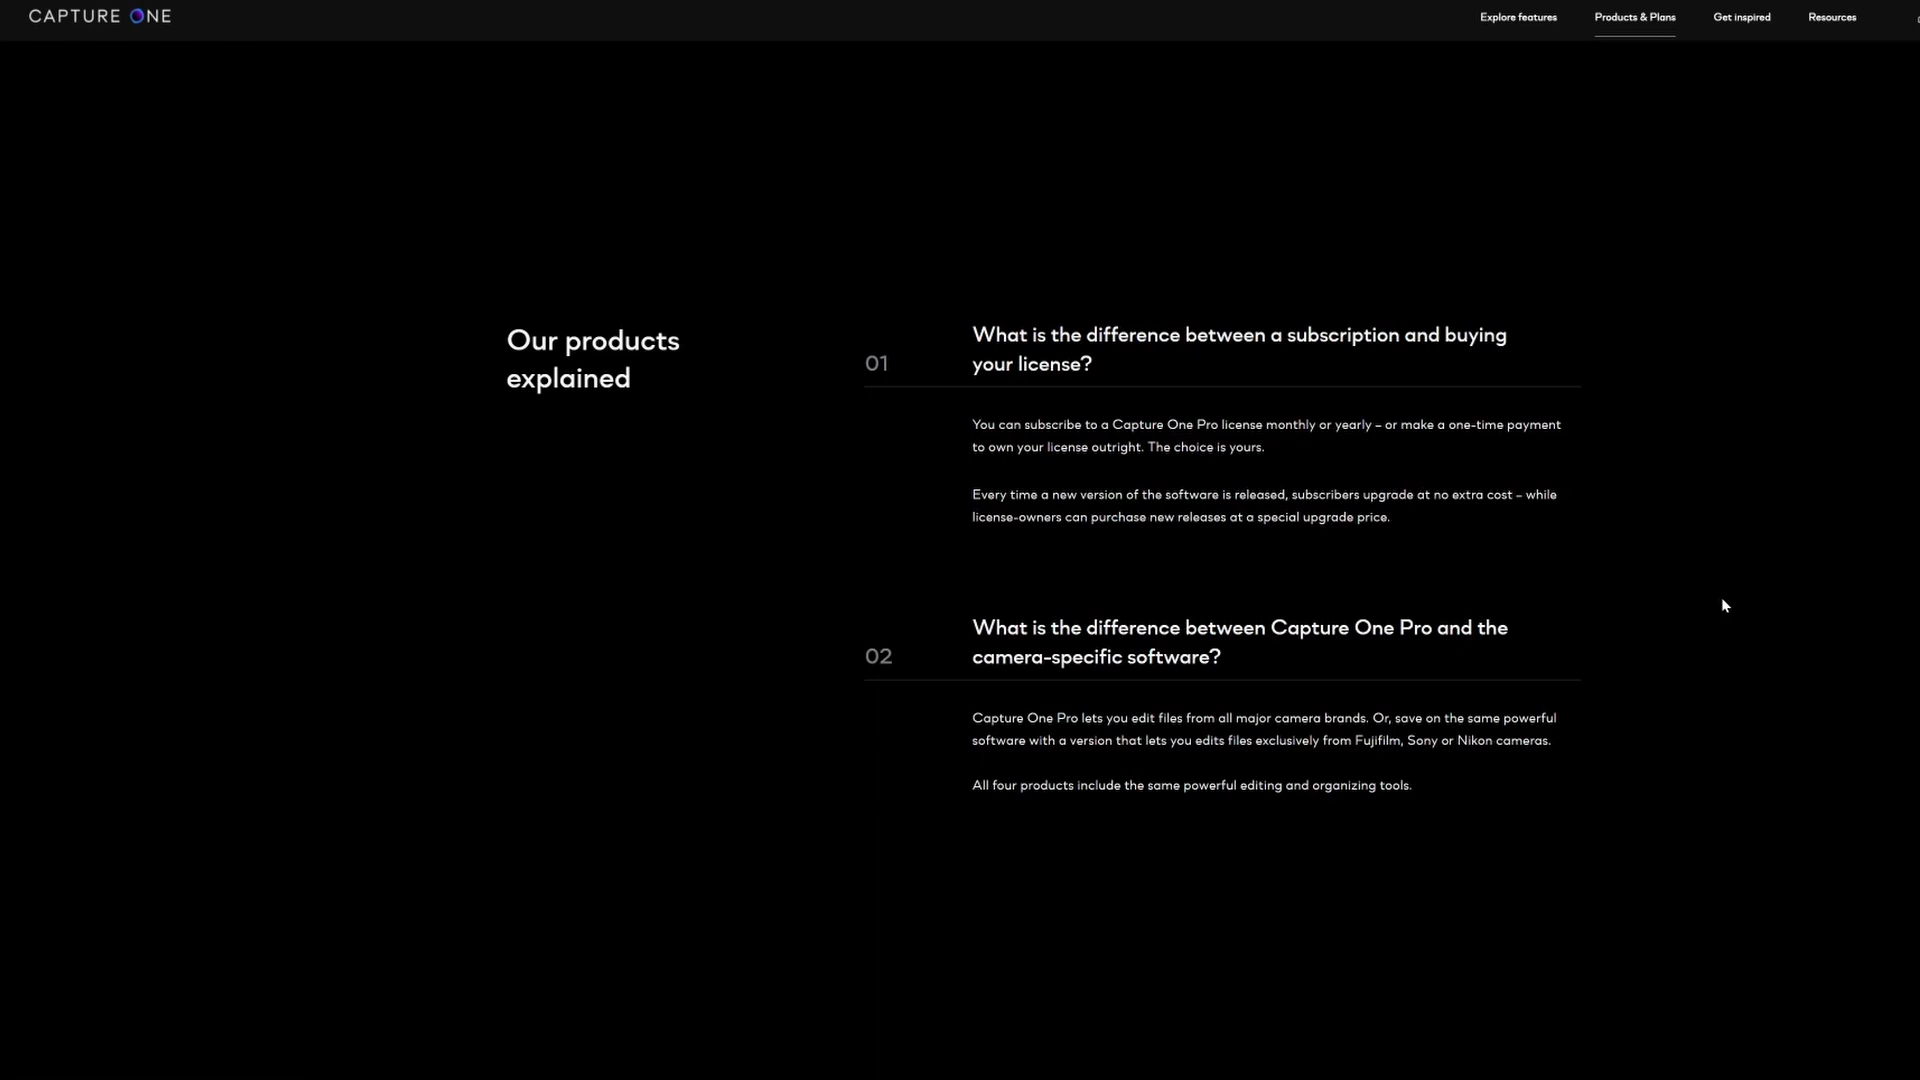 CAPTURE ONE
Explore features
Products & Plans
Get inspired
Resources
Our products
explained
01
What is the difference between a subscription and buying
your license?
You can subscribe to a Capture One Pro license monthly or yearly – or make a one-time payment
to own your license outright. The choice is yours.
Every time a new version of the software is released, subscribers upgrade at no extra cost – while
license-owners can purchase new releases at a special upgrade price.
02
What is the difference between Capture One Pro and the
camera-specific software?
Capture One Pro lets you edit files from all major camera brands. Or, save on the same powerful
software with a version that lets you edits files exclusively from Fujifilm, Sony or Nikon cameras.
All four products include the same powerful editing and organizing tools.